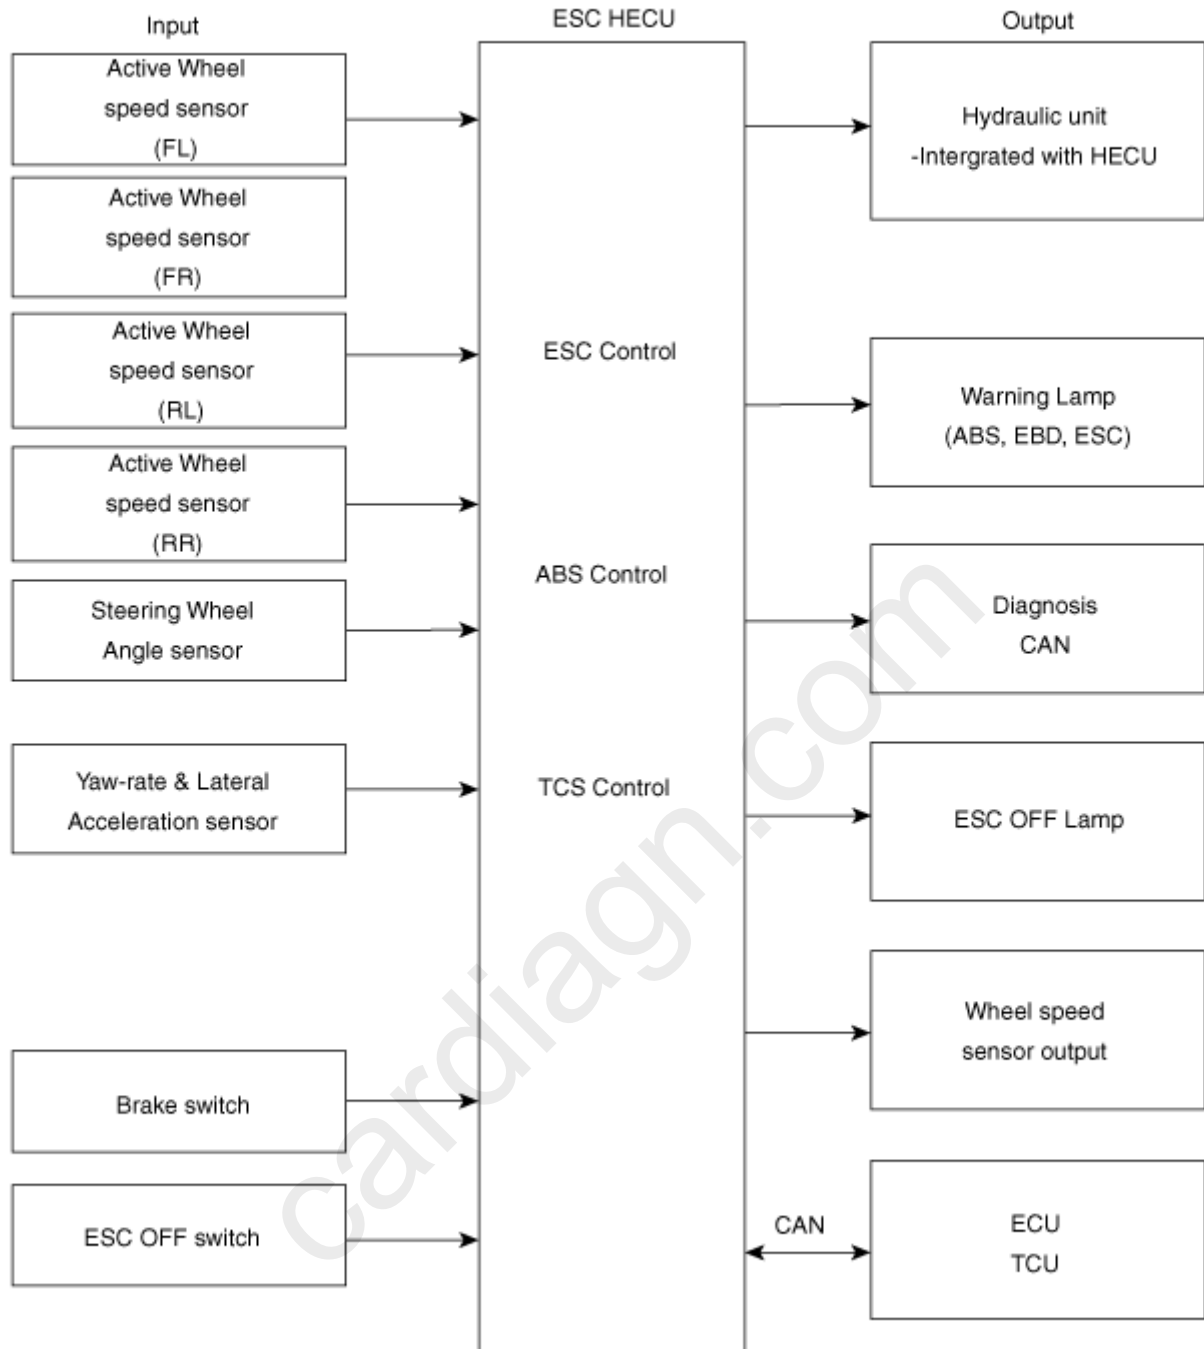 Input
ESC HECU
Output
Active Wheel
speed sensor
(FL)
Active Wheel
speed sensor
(FR)
Active Wheel
speed sensor
(RL)
Active Wheel
speed sensor
(RR)
Steering Wheel
Angle sensor
Yaw-rate & Lateral
Acceleration sensor
Brake switch
ESC OFF switch
ESC Control
ABS Control
TCS Control
Hydraulic unit
-Intergrated with HECU
Warning Lamp
(ABS, EBD, ESC)
Diagnosis
CAN
ESC OFF Lamp
Wheel speed
sensor output
CAN
ECU
TCU
cardiagn.com